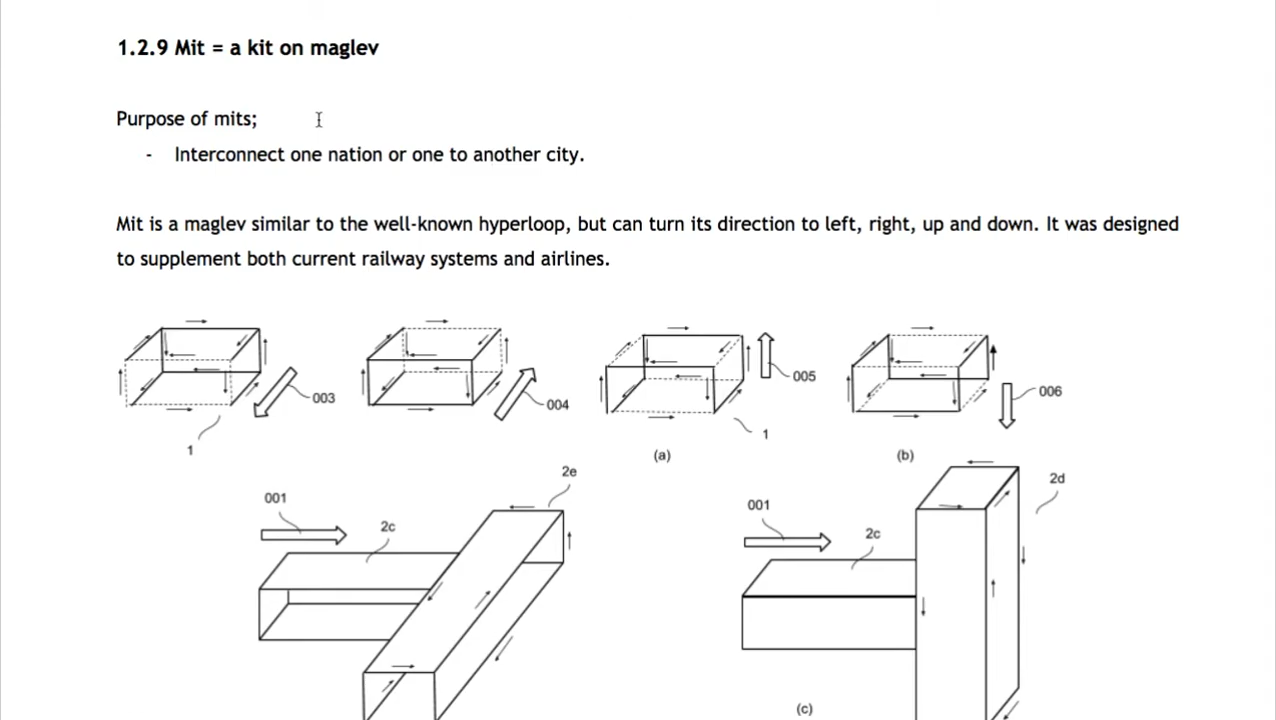 1.2.9 Mit = a kit on maglev
Purpose of mits;
- Interconnect one nation or one to another city.
Mit is a maglev similar to the well-known hyperloop, but can turn its direction to left, right, up and down. It was designed
to supplement both current railway systems and airlines.
003
004
005
006
1
1
(a)
(b)
2e
2d
001
2c
001
2c
(c)